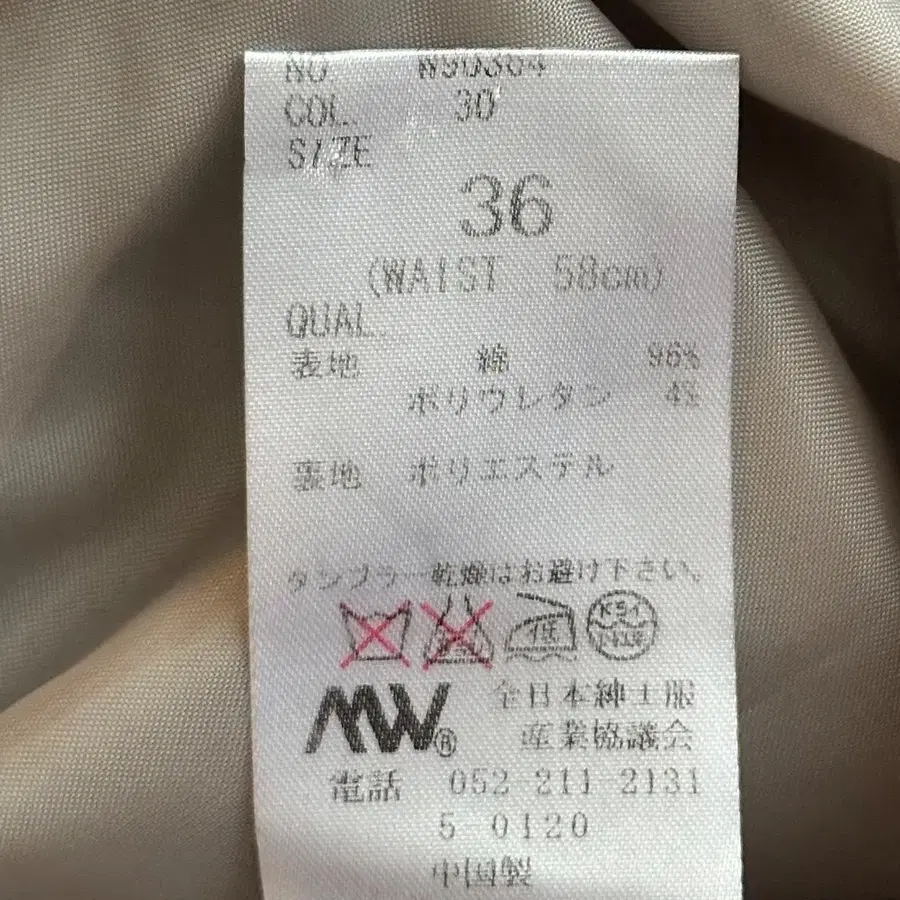 NO. W90364
COL. 30
SIZE
36
(WAIST 58cm)
QUAL.
表地 綿 96%
ポリウレタン 4%
裏地 ポリエステル
タンブラー乾燥はお避け下さい。
低
MW® 全日本紳士服
産業協議会
電話 052-211-2131
5-0120
中国製